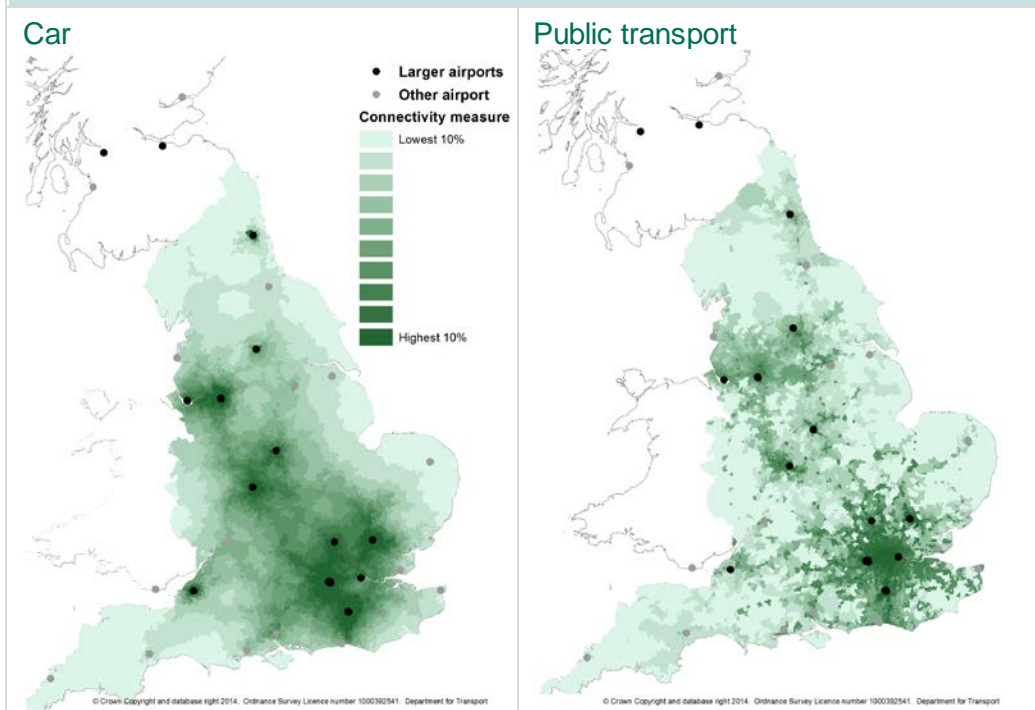 Car
Public transport
Larger airports
Other airport
Connectivity measure
Lowest 10%
Highest 10%
© Crown Copyright and database right 2014. Ordnance Survey Licence number 1000392541. Department for Transport
© Crown Copyright and database right 2014. Ordnance Survey Licence number 1000392541. Department for Transport